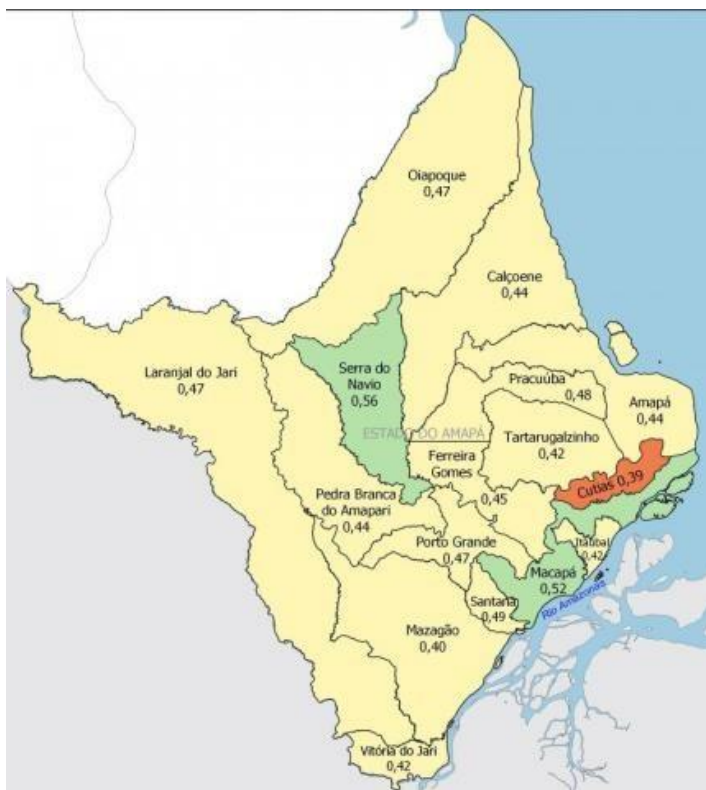 Oiapoque
0,47
Calçoene
0,44
Laranjal do Jari
0,47
Serra do
Navio
0,56
Pracuúba
0,48
Amapá
0,44
ESTADO DO AMAPÁ
Tartarugalzinho
0,42
Ferreira
Gomes
0,45
Cutias 0,39
Pedra Branca
do Amapari
0,44
Porto Grande
0,47
Itaubal
0,42
Macapá
0,52
Santana
0,49
Rio Amazonas
Mazagão
0,40
Vitória do Jari
0,42